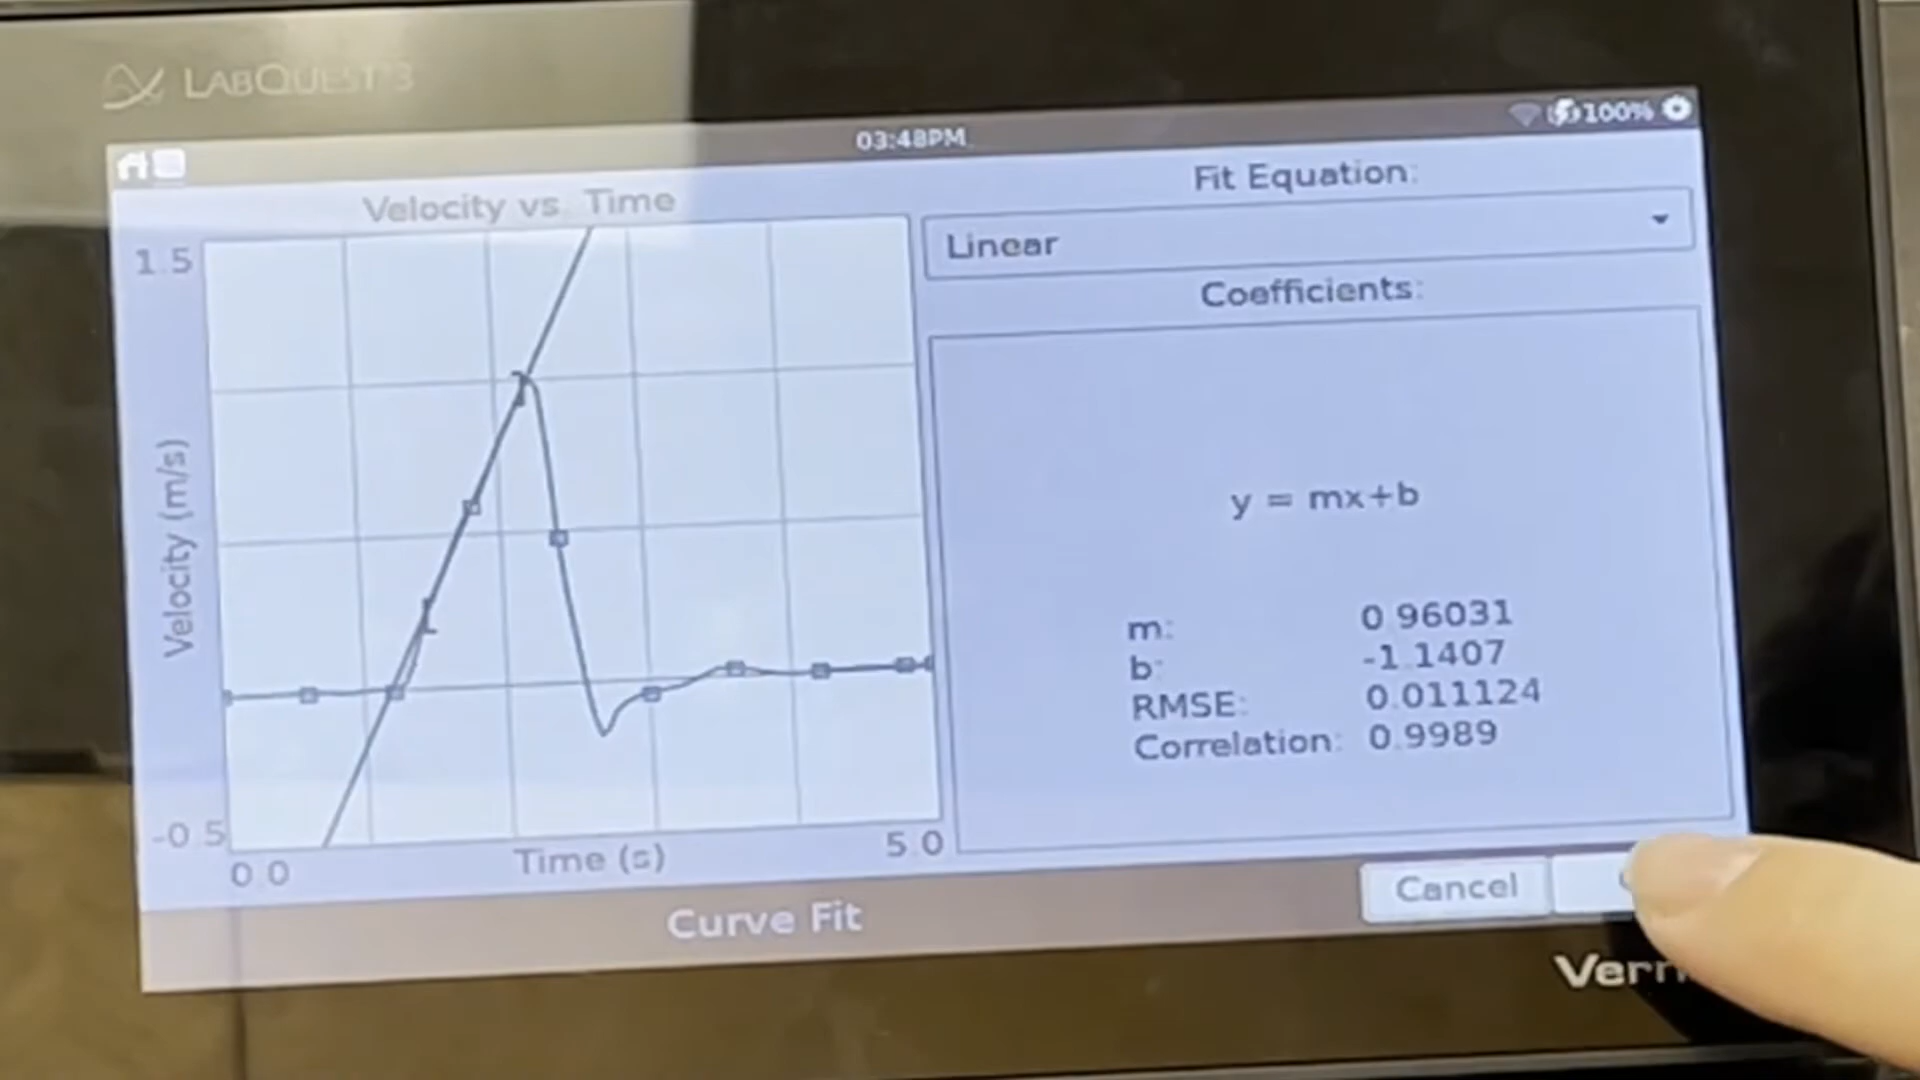 LABQUEST 3
03:48PM
100%
Velocity vs. Time
1.5
Velocity (m/s)
-0.5
0.0
Time (s)
5.0
Fit Equation:
Linear
Coefficients:
y = mx+b
m: 0.96031
b: -1.1407
RMSE: 0.011124
Correlation: 0.9989
Curve Fit
Cancel